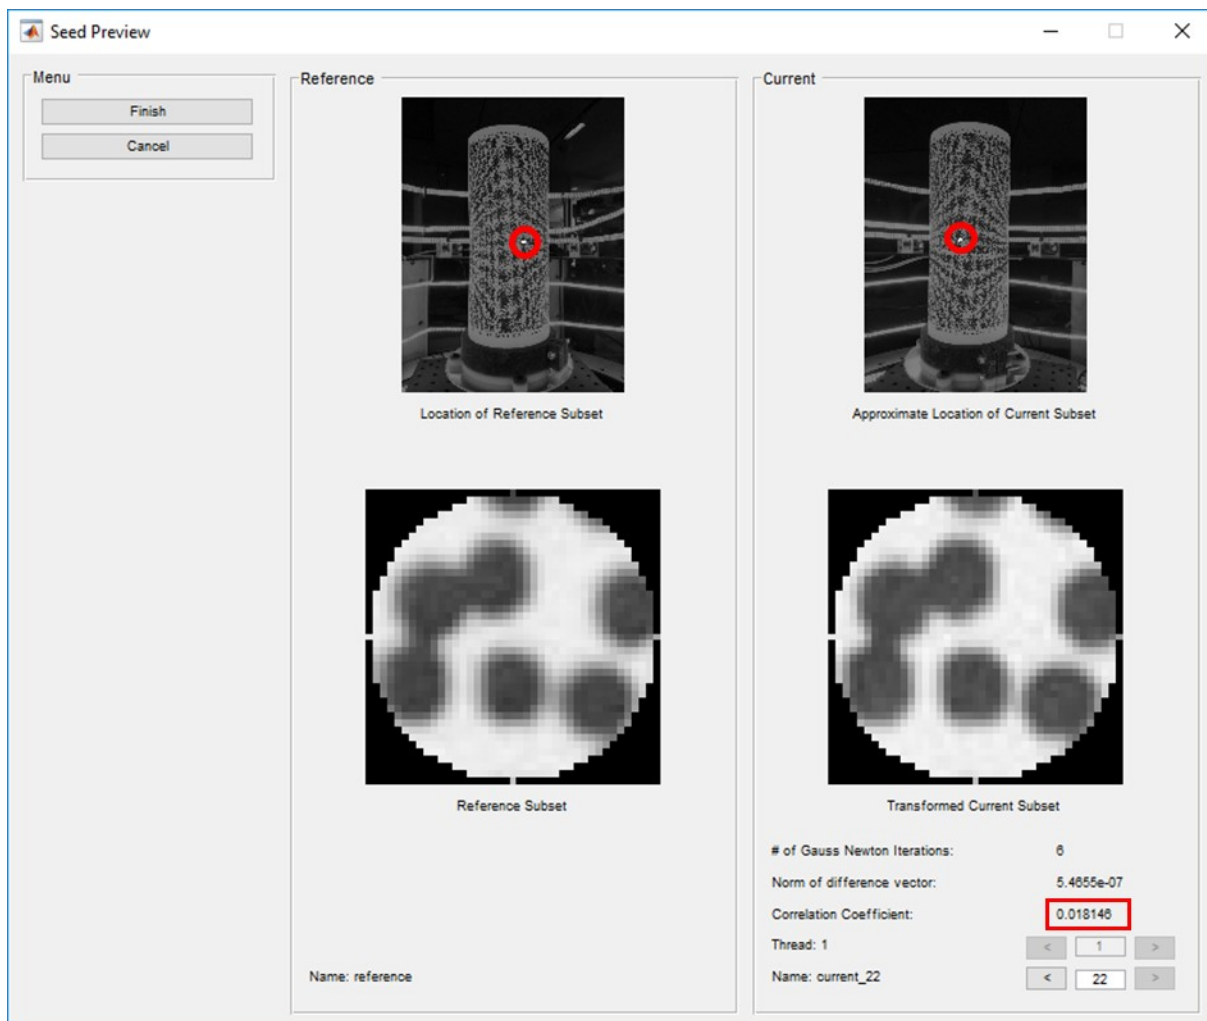 Seed Preview
Menu
Finish
Cancel
Reference
Location of Reference Subset
Reference Subset
Name: reference
Current
Approximate Location of Current Subset
Transformed Current Subset
# of Gauss Newton Iterations: 6
Norm of difference vector: 5.4655e-07
Correlation Coefficient: 0.018146
Thread: 1 < 1 >
Name: current_22 < 22 >